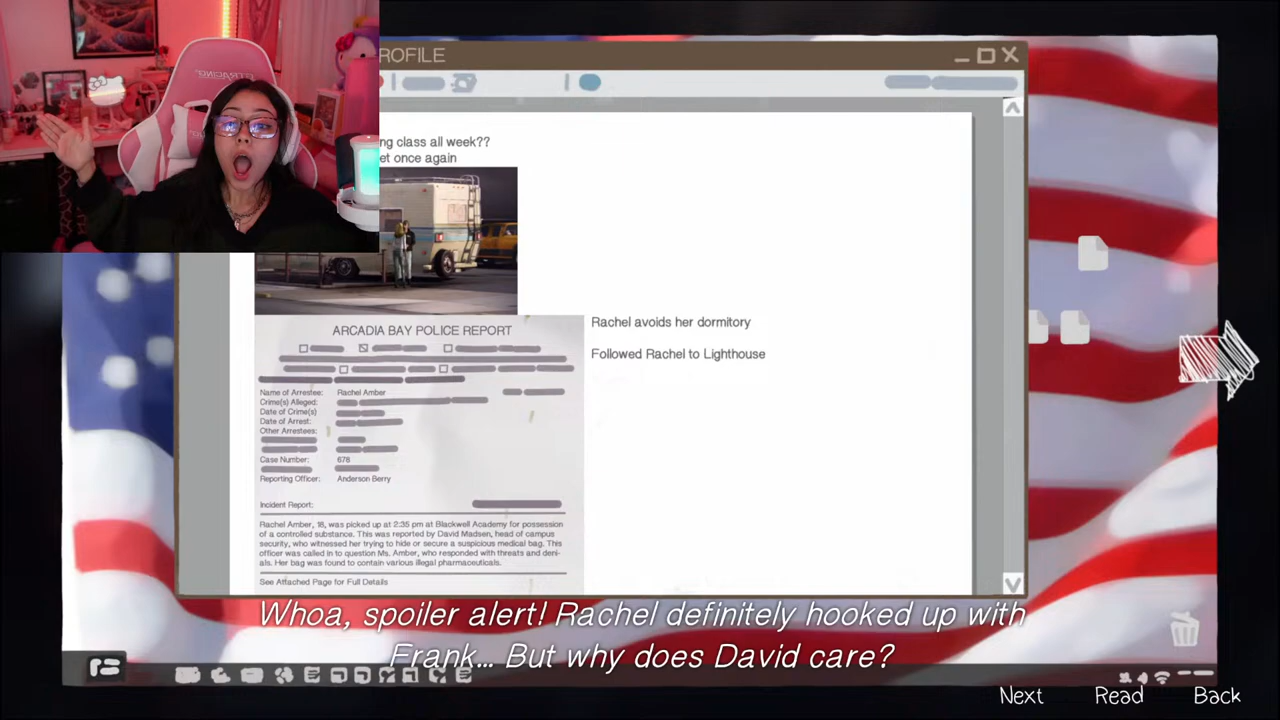 ROFILE
ng class all week??
et once again
Rachel avoids her dormitory
Followed Rachel to Lighthouse
ARCADIA BAY POLICE REPORT
Name of Arrestee: Rachel Amber
Crime(s) Alleged:
Date of Crime(s)
Date of Arrest:
Other Arrestees:
Case Number: 678
Reporting Officer: Anderson Berry
Incident Report:
Rachel Amber, 18, was picked up at 2:35 pm at Blackwell Academy for possession
of a controlled substance. This was reported by David Madsen, head of campus
security, who witnessed her trying to hide or secure a suspicious medical bag. This
officer was called in to question Ms. Amber, who responded with threats and deni-
als. Her bag was found to contain various illegal pharmaceuticals.
See Attached Page for Full Details
Whoa, spoiler alert! Rachel definitely hooked up with
Frank... But why does David care?
Next Read Back